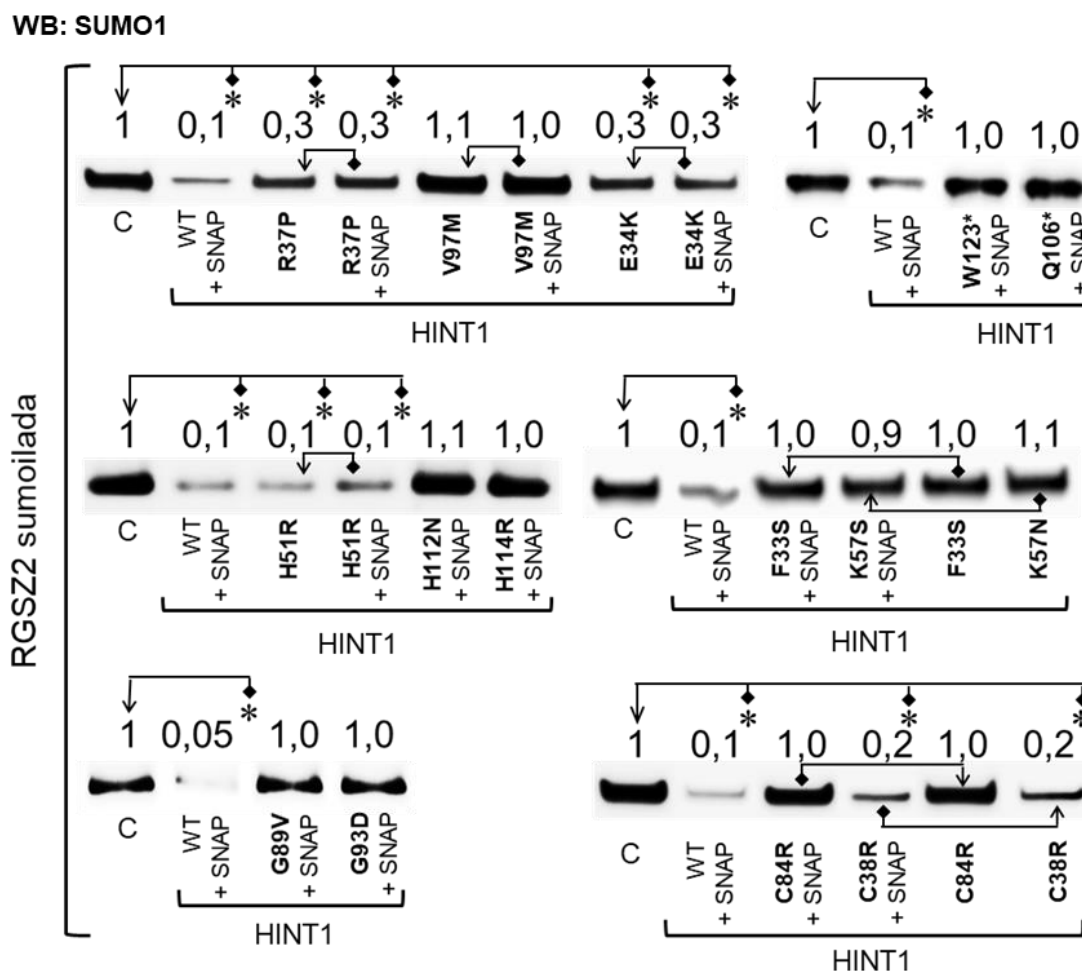 WB: SUMO1
RGSZ2 sumoilada
* * * * *
1 0,1 0,3 0,3 1,1 1,0 0,3 0,3
C WT + SNAP R37P R37P + SNAP V97M V97M + SNAP E34K E34K + SNAP
HINT1
*
1 0,1 1,0 1,0
C WT + SNAP W123* + SNAP Q106* + SNAP
HINT1
* * *
1 0,1 0,1 0,1 1,1 1,0
C WT + SNAP H51R H51R + SNAP H112N + SNAP H114R + SNAP
HINT1
*
1 0,1 1,0 0,9 1,0 1,1
C WT + SNAP F33S + SNAP K57S + SNAP F33S K57N
HINT1
*
1 0,05 1,0 1,0
C WT + SNAP G89V + SNAP G93D + SNAP
HINT1
* * *
1 0,1 1,0 0,2 1,0 0,2
C WT + SNAP C84R + SNAP C38R + SNAP C84R C38R
HINT1